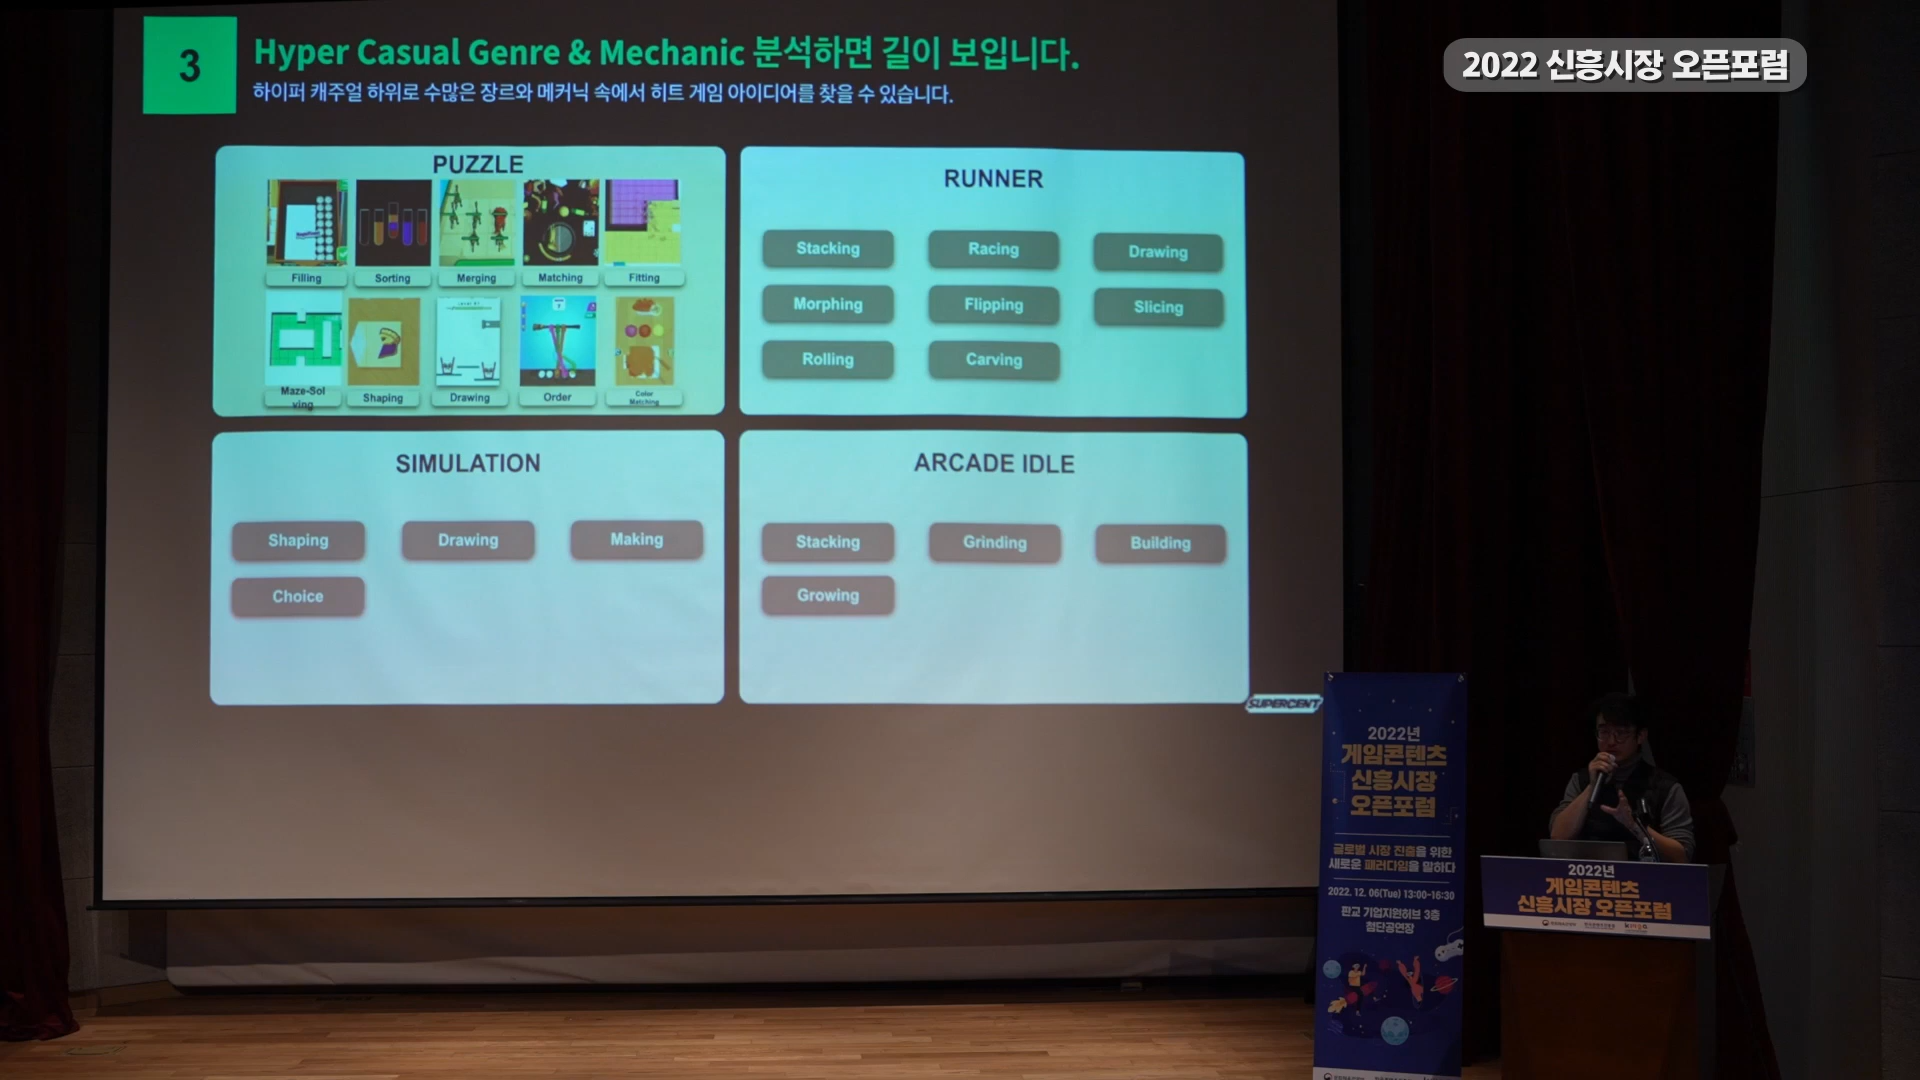 3
Hyper Casual Genre & Mechanic 분석하면 길이 보입니다.
하이퍼 캐주얼 하위로 수많은 장르와 메커닉 속에서 히트 게임 아이디어를 찾을 수 있습니다.
2022 신흥시장 오픈포럼
PUZZLE
Filling
Sorting
Merging
Matching
Fitting
Maze-Sol
ving
Shaping
Drawing
Order
Color
Matching
RUNNER
Stacking
Racing
Drawing
Morphing
Flipping
Slicing
Rolling
Carving
SIMULATION
Shaping
Drawing
Making
Choice
ARCADE IDLE
Stacking
Grinding
Building
Growing
SUPERCENT
2022년
게임콘텐츠
신흥시장
오픈포럼
글로벌 시장 진출을 위한
새로운 패러다임을 말하다
2022. 12. 06(Tue) 13:00~16:30
판교 기업지원허브 3층
첨단공연장
2022년
게임콘텐츠
신흥시장 오픈포럼